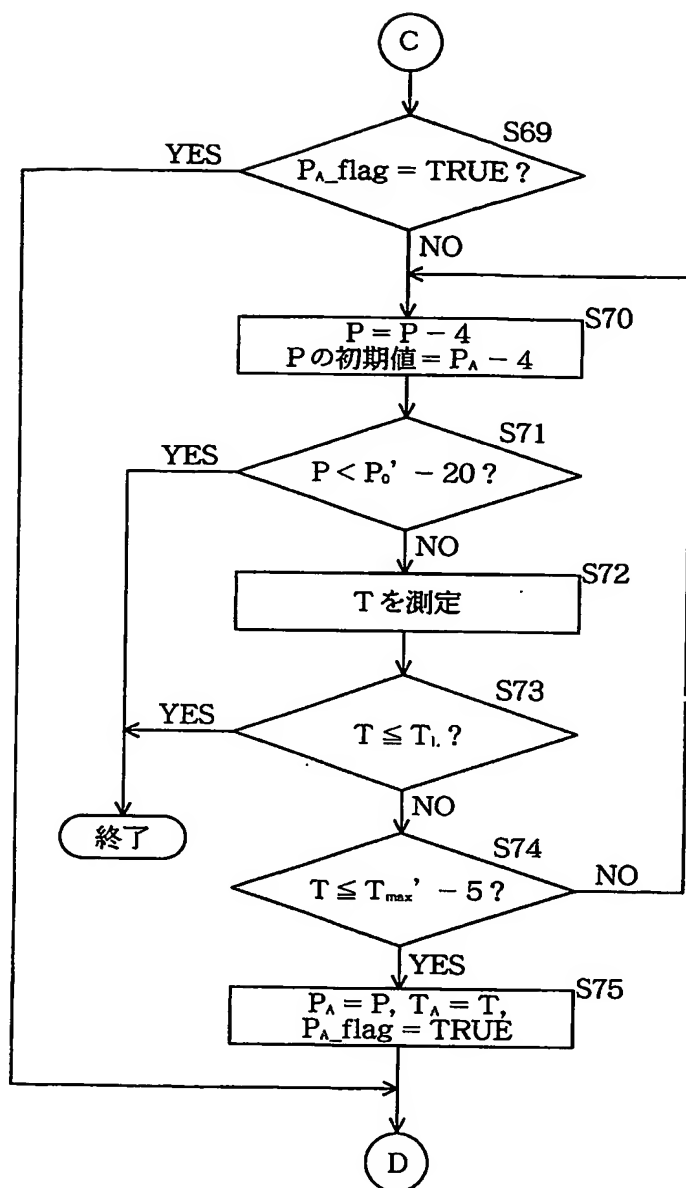 C
S69
YES
P_A_flag = TRUE ?
NO
S70
P = P − 4
Pの初期値 = P_A − 4
S71
YES
P < P_0' − 20 ?
NO
S72
Tを測定
S73
YES
T ≦ T_L ?
NO
終了
S74
T ≦ T_max' − 5 ?
NO
YES
S75
P_A = P, T_A = T,
P_A_flag = TRUE
D